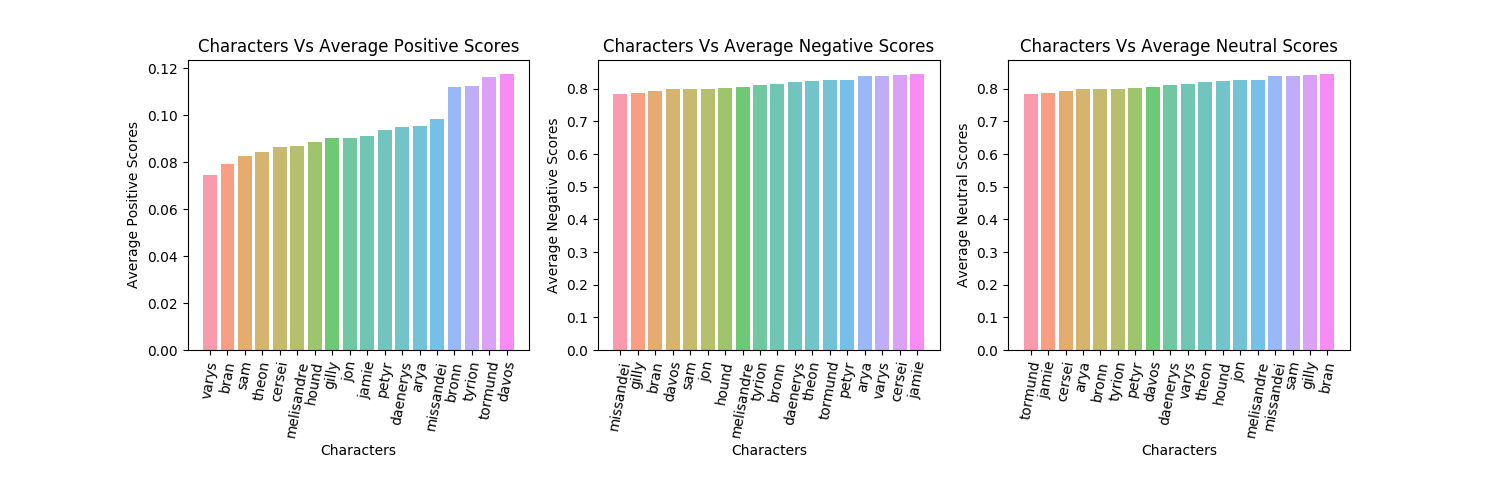 Characters Vs Average Positive Scores
Average Positive Scores
0.12
0.10
0.08
0.06
0.04
0.02
0.00
varys
bran
sam
theon
cersei
melisandre
hound
gilly
jon
jamie
petyr
daenerys
arya
missandei
bronn
tyrion
tormund
davos
Characters
Characters Vs Average Negative Scores
Average Negative Scores
0.8
0.7
0.6
0.5
0.4
0.3
0.2
0.1
0.0
missandei
gilly
bran
davos
sam
jon
hound
melisandre
tyrion
bronn
daenerys
theon
tormund
petyr
arya
varys
cersei
jamie
Characters
Characters Vs Average Neutral Scores
Average Neutral Scores
0.8
0.7
0.6
0.5
0.4
0.3
0.2
0.1
0.0
tormund
jamie
cersei
arya
bronn
tyrion
petyr
davos
daenerys
varys
theon
hound
jon
melisandre
missandei
sam
gilly
bran
Characters